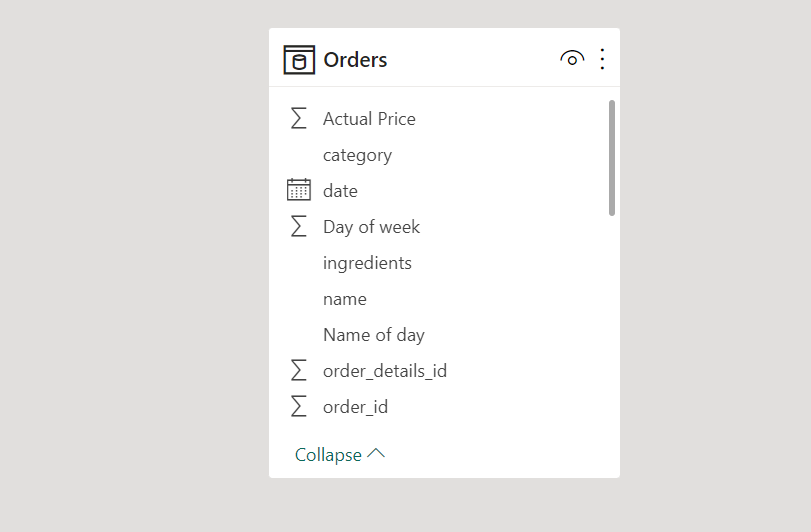 Orders
Actual Price
category
date
Day of week
ingredients
name
Name of day
order_details_id
order_id
Collapse